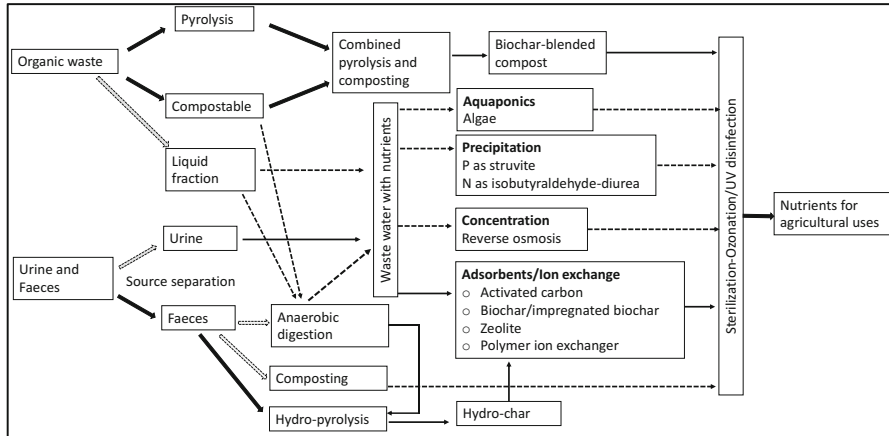 Pyrolysis
Organic waste
Combined
pyrolysis and
composting
Biochar-blended
compost
Compostable
Aquaponics
Algae
Liquid
fraction
Waste water with nutrients
Precipitation
P as struvite
N as isobutyraldehyde-diurea
Sterilization-Ozonation/UV disinfection
Nutrients for
agricultural uses
Urine
Concentration
Reverse osmosis
Urine and
Faeces
Source separation
Adsorbents/Ion exchange
○ Activated carbon
○ Biochar/impregnated biochar
○ Zeolite
○ Polymer ion exchanger
Faeces
Anaerobic
digestion
Composting
Hydro-pyrolysis
Hydro-char